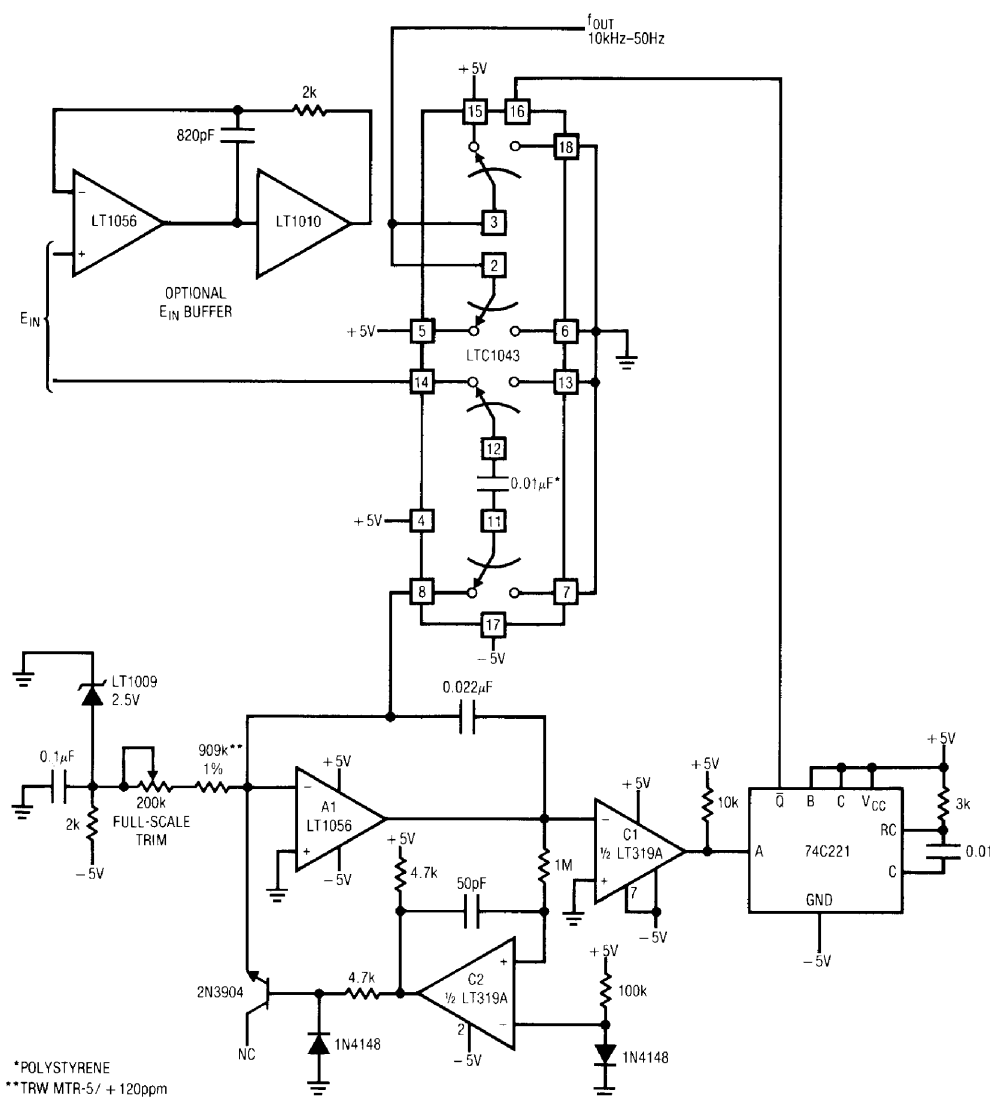 fOUT
10kHz–50Hz
+5V
2k
15
16
820pF
18
LT1056
LT1010
–
+
3
2
OPTIONAL
EIN BUFFER
EIN
+5V
5
6
LTC1043
14
13
12
0.01µF*
+5V
4
11
8
7
17
–5V
LT1009
2.5V
0.022µF
0.1µF
909k**
1%
+5V
+5V
+5V
+5V
10k
200k
FULL-SCALE
TRIM
–
A1
LT1056
+
–5V
2k
–5V
–
C1
½ LT319A
+
7
–5V
Q̅
B
C
VCC
3k
RC
A
74C221
0.01
C
GND
–5V
+5V
4.7k
1M
50pF
+5V
100k
2N3904
4.7k
+
C2
½ LT319A
–
2
–5V
NC
1N4148
1N4148
*POLYSTYRENE
**TRW MTR-5/ +120ppm